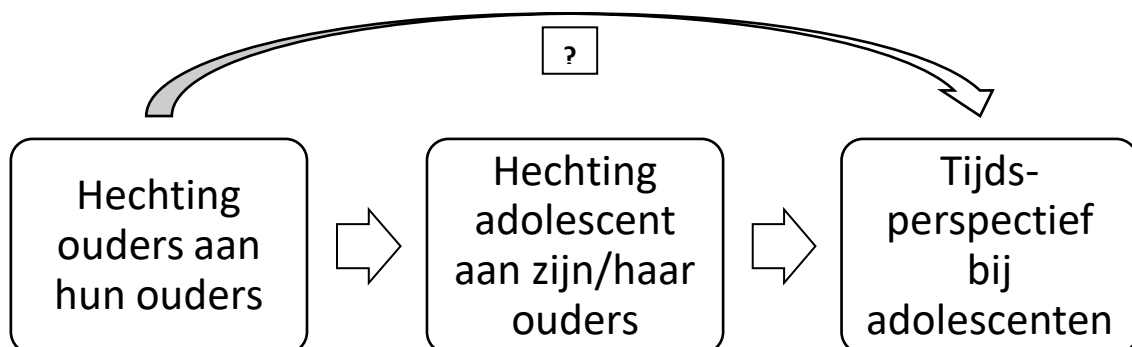 ?
Hechting
ouders aan
hun ouders
Hechting
adolescent
aan zijn/haar
ouders
Tijds-
perspectief
bij
adolescenten